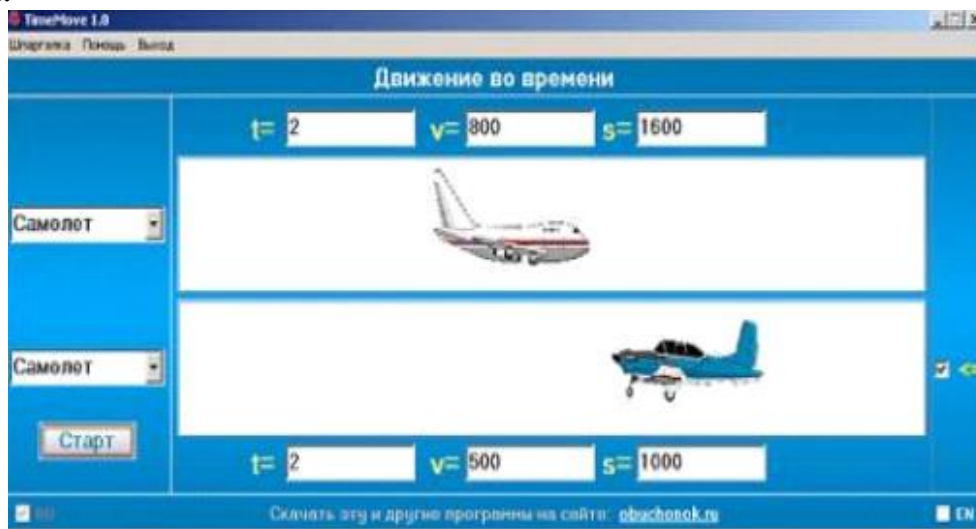 TimeMove 1.0
Шпаргалка Помощь Выход
Движение во времени
t= 2 v= 800 s= 1600
Самолет
Самолет
<=
Старт
t= 2 v= 500 s= 1000
Скачать эту и другие программы на сайте: obuchonok.ru
EN